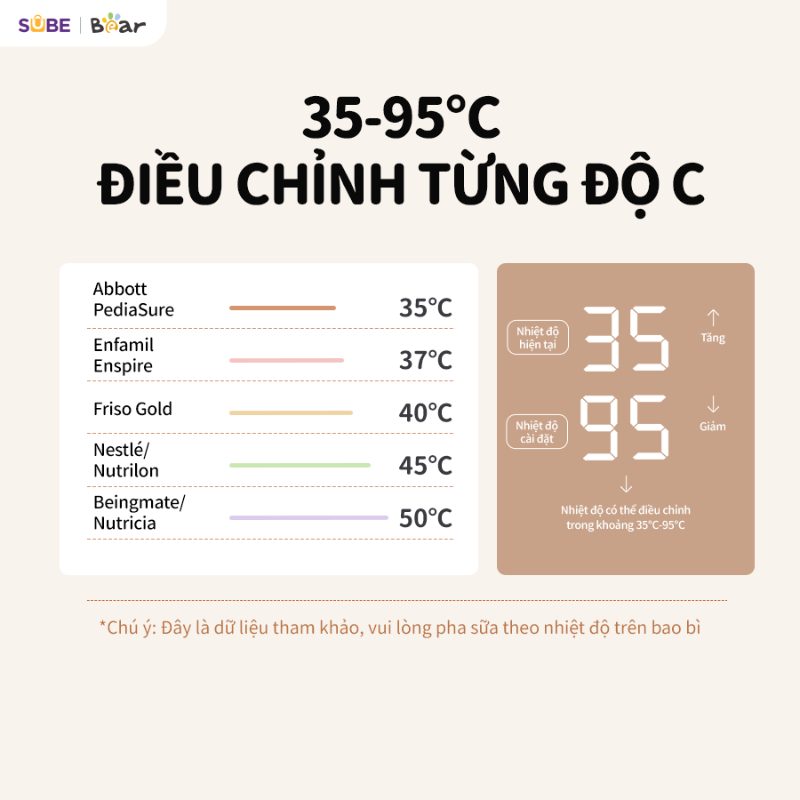 SUBE | Bear
35-95°C
ĐIỀU CHỈNH TỪNG ĐỘ C
Abbott
PediaSure
35°C
Enfamil
Enspire
37°C
Friso Gold
40°C
Nestlé/
Nutrilon
45°C
Beingmate/
Nutricia
50°C
Nhiệt độ
hiện tại
35
Tăng
Nhiệt độ
cài đặt
95
Giảm
Nhiệt độ có thể điều chỉnh
trong khoảng 35°C-95°C
*Chú ý: Đây là dữ liệu tham khảo, vui lòng pha sữa theo nhiệt độ trên bao bì